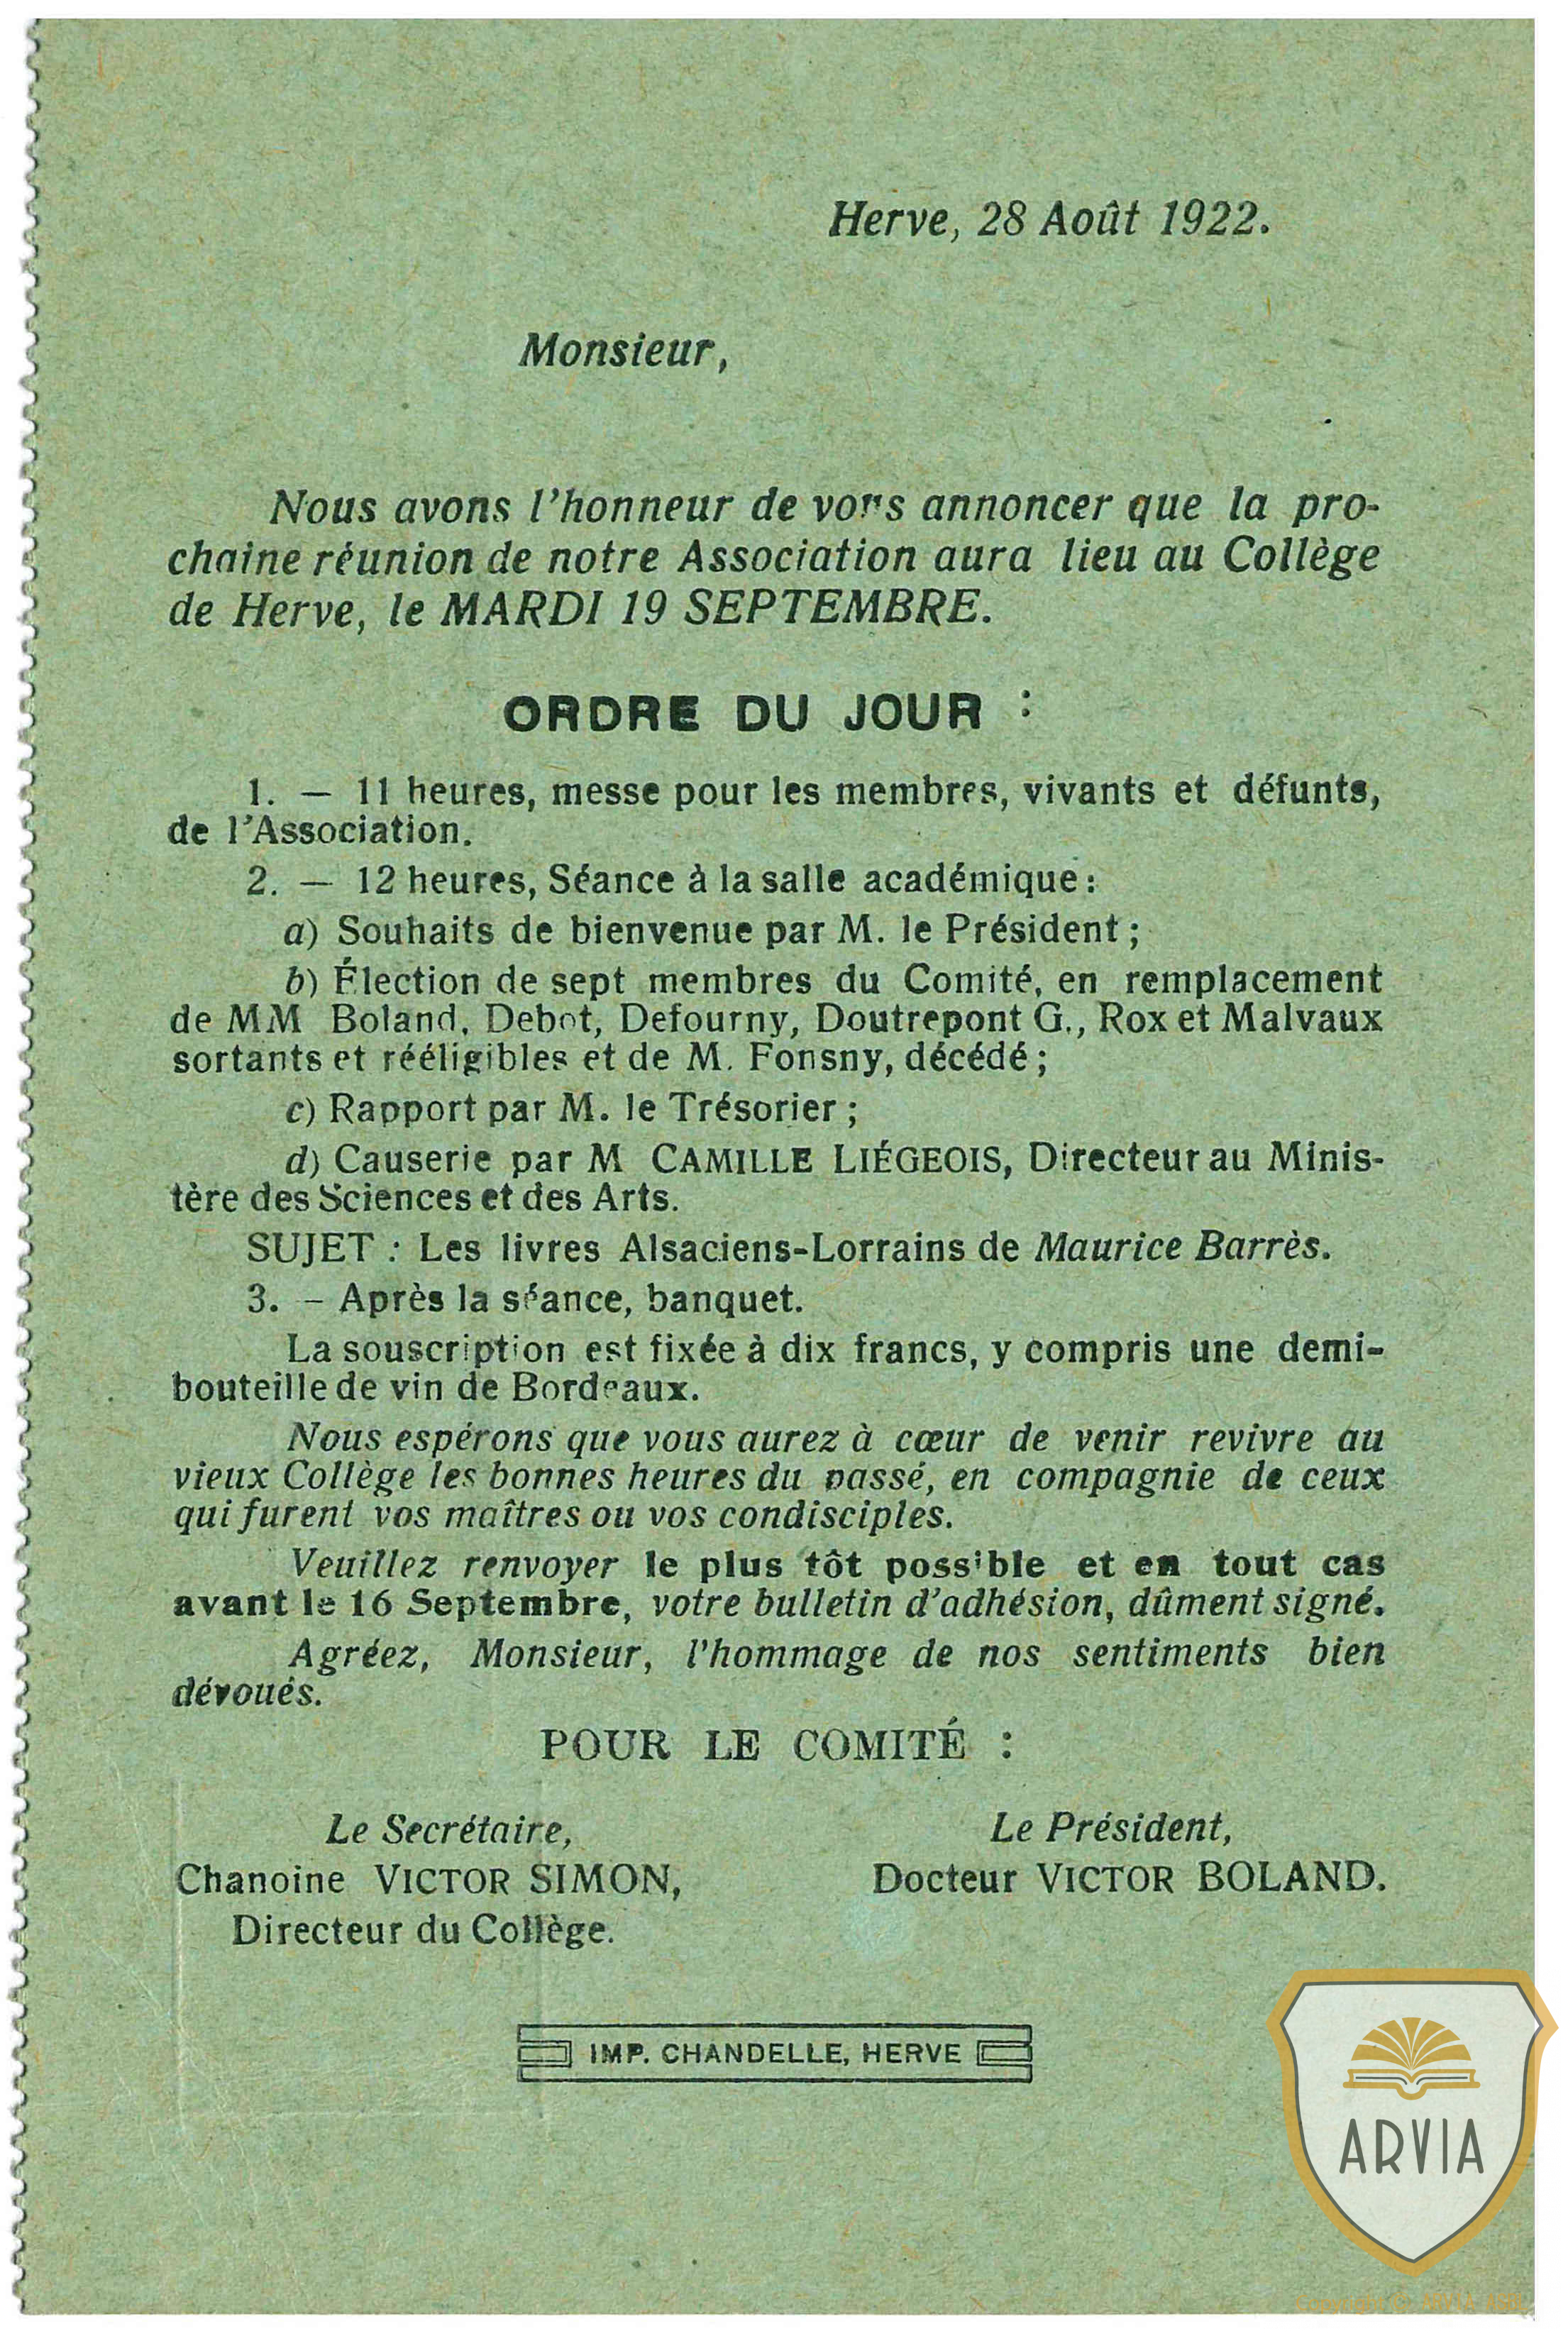 Herve, 28 Août 1922.
Monsieur,
Nous avons l'honneur de vous annoncer que la pro-
chaine réunion de notre Association aura lieu au Collège
de Herve, le MARDI 19 SEPTEMBRE.
ORDRE DU JOUR :
1. — 11 heures, messe pour les membres, vivants et défunts,
de l'Association.
2. — 12 heures, Séance à la salle académique :
a) Souhaits de bienvenue par M. le Président ;
b) Élection de sept membres du Comité, en remplacement
de MM Boland, Debot, Defourny, Doutrepont G., Rox et Malvaux
sortants et rééligibles et de M. Fonsny, décédé ;
c) Rapport par M. le Trésorier ;
d) Causerie par M CAMILLE LIÉGEOIS, Directeur au Minis-
tère des Sciences et des Arts.
SUJET : Les livres Alsaciens-Lorrains de Maurice Barrès.
3. – Après la séance, banquet.
La souscription est fixée à dix francs, y compris une demi-
bouteille de vin de Bordeaux.
Nous espérons que vous aurez à cœur de venir revivre au
vieux Collège les bonnes heures du passé, en compagnie de ceux
qui furent vos maîtres ou vos condisciples.
Veuillez renvoyer le plus tôt possible et en tout cas
avant le 16 Septembre, votre bulletin d'adhésion, dûment signé.
Agréez, Monsieur, l'hommage de nos sentiments bien
dévoués.
POUR LE COMITÉ :
Le Secrétaire,
Chanoine VICTOR SIMON,
Directeur du Collège.
Le Président,
Docteur VICTOR BOLAND.
IMP. CHANDELLE, HERVE
ARVIA
Copyright © ARVIA ASBL